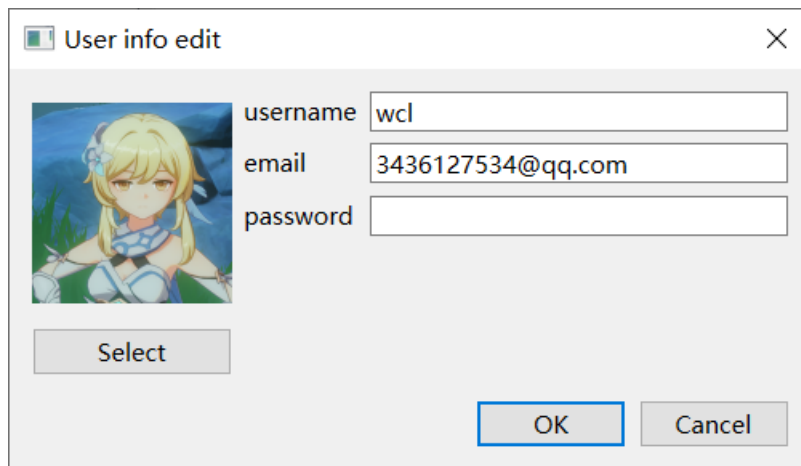 User info edit
username wcl
email 3436127534@qq.com
password
Select
OK Cancel